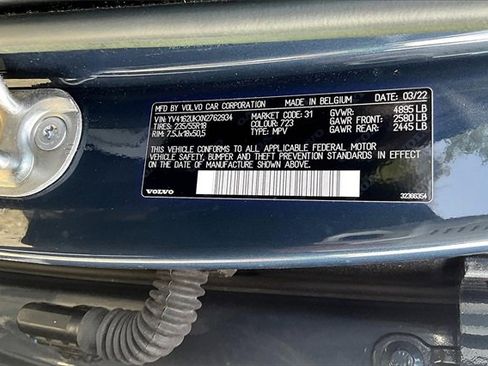 MFD BY VOLVO CAR CORPORATION MADE IN BELGIUM DATE: 03/22
VIN: YV4162UKXN2762934 MARKET CODE: 31 GVWR: 4895 LB
TIRES: 235/55R18 COLOUR: 723 GAWR FRONT: 2580 LB
RIM: 7.5Jx18x50,5 TYPE: MPV GAWR REAR: 2445 LB
THIS VEHICLE CONFORMS TO ALL APPLICABLE FEDERAL MOTOR
VEHICLE SAFETY, BUMPER AND THEFT PREVENTION STANDARDS IN EFFECT
ON THE DATE OF MANUFACTURE SHOWN ABOVE.
VOLVO 32366354